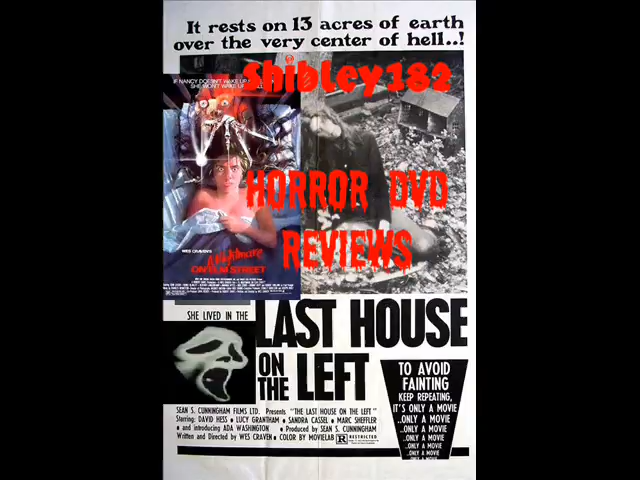 It rests on 13 acres of earth
over the very center of hell..!
Shibley182
IF NANCY DOESN'T WAKE UP
SHE WON'T WAKE UP
HORROR DVD
REVIEWS
WES CRAVEN'S
A Nightmare
ON ELM STREET
SHE LIVED IN THE
LAST HOUSE
ON
THE LEFT
TO AVOID
FAINTING
KEEP REPEATING,
IT'S ONLY A MOVIE
..ONLY A MOVIE
..ONLY A MOVIE
..ONLY A MOVIE
..ONLY A MOVIE
..ONLY A MOVIE
SEAN S. CUNNINGHAM FILMS LTD. Presents "THE LAST HOUSE ON THE LEFT"
Starring: DAVID HESS • LUCY GRANTHAM • SANDRA CASSEL • MARC SHEFFLER
• and introducing ADA WASHINGTON • Produced by SEAN S. CUNNINGHAM
Written and Directed by WES CRAVEN • COLOR BY MOVIELAB R RESTRICTED